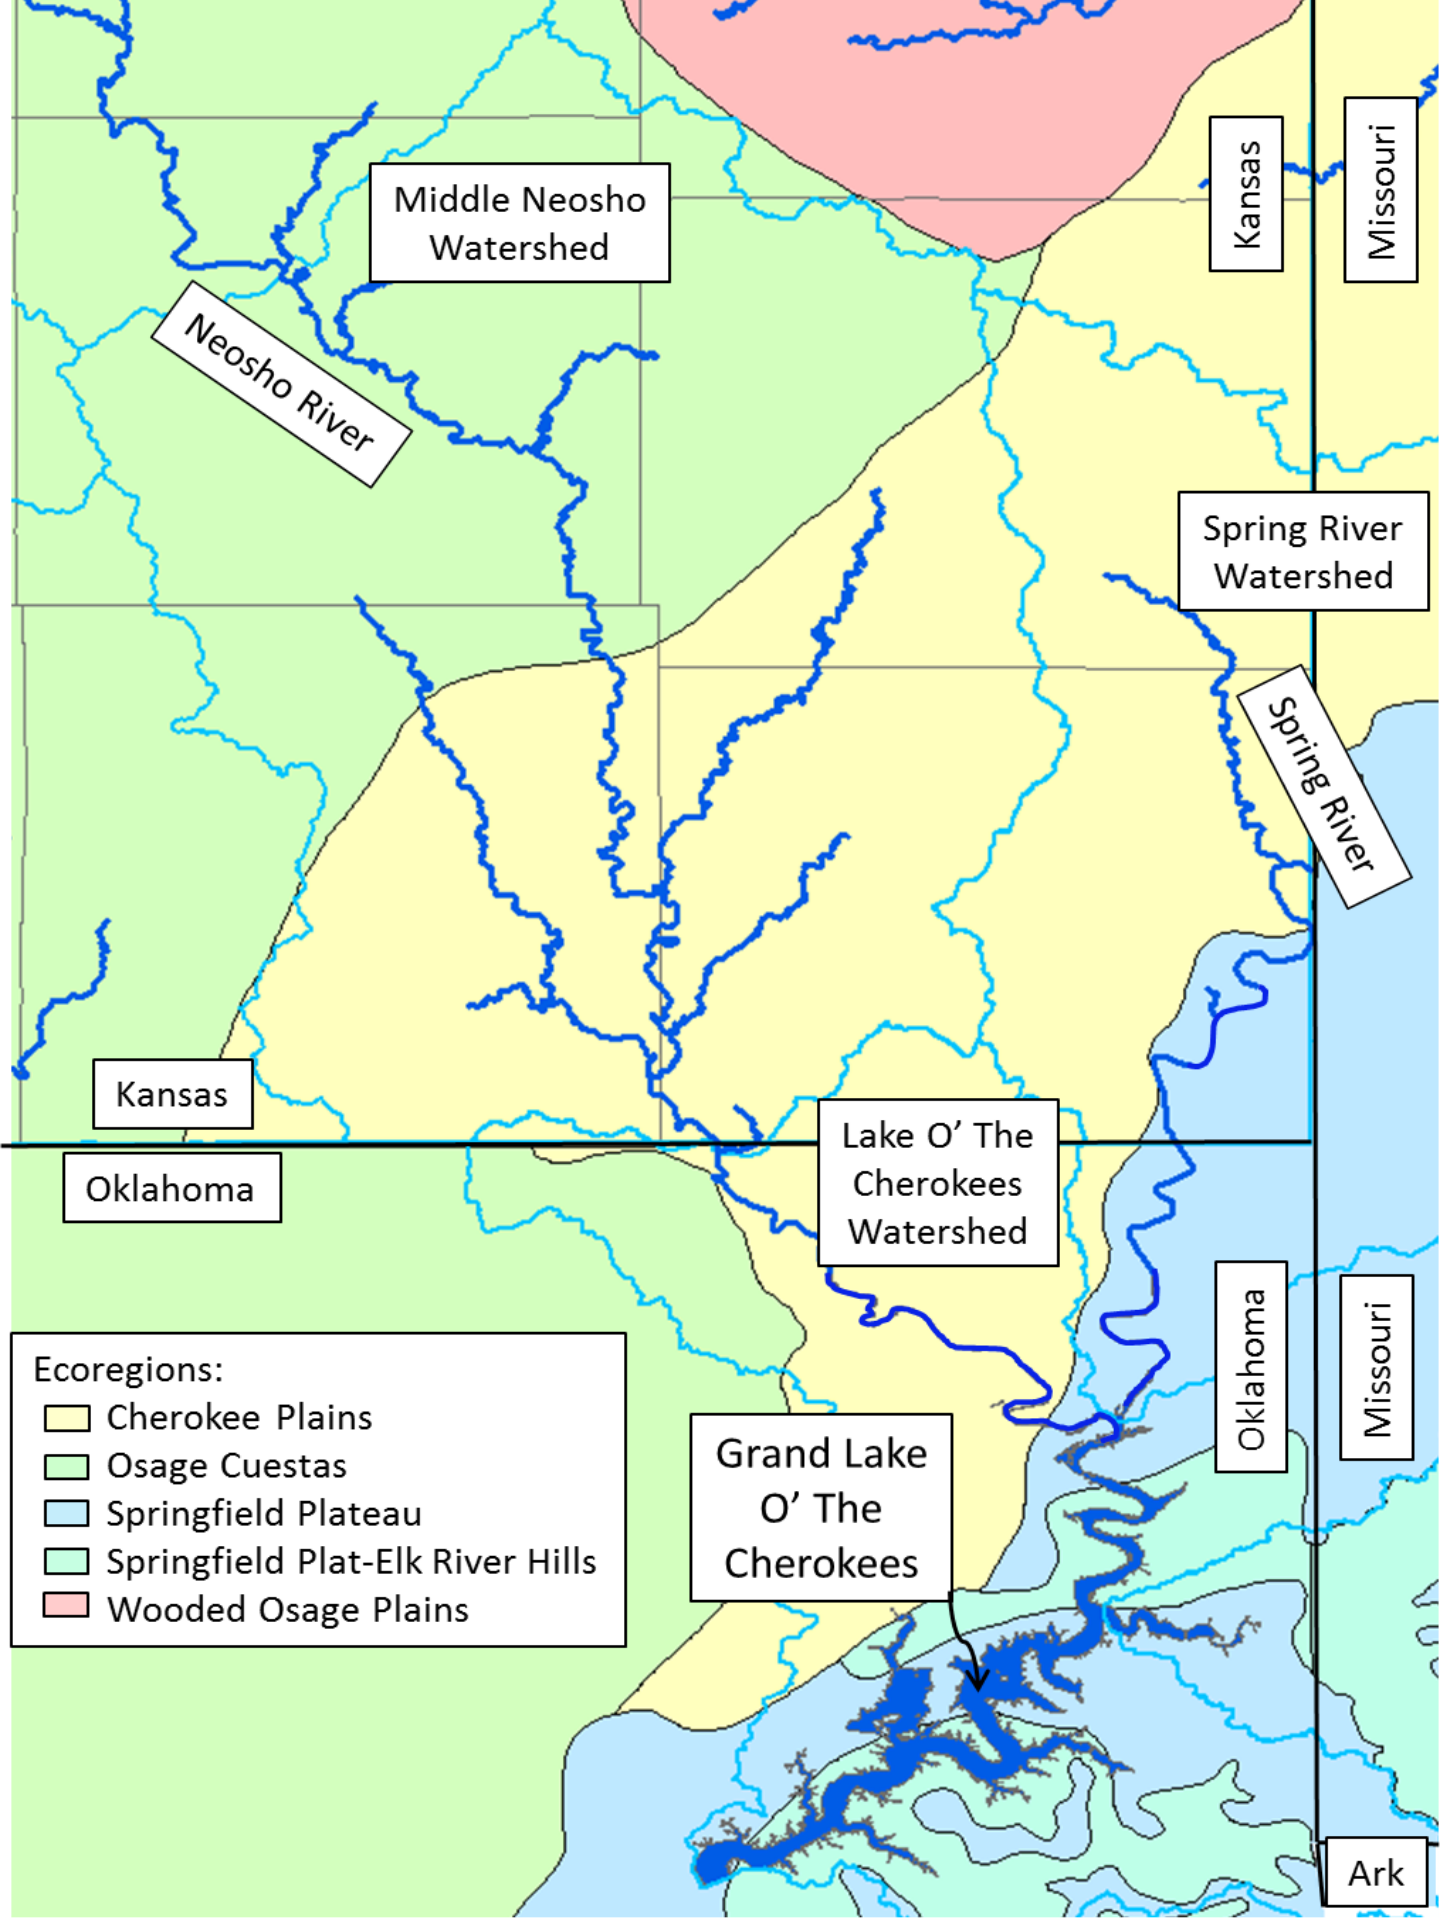 Kansas
Missouri
Middle Neosho
Watershed
Neosho River
Spring River
Watershed
Spring River
Kansas
Oklahoma
Lake O’ The
Cherokees
Watershed
Oklahoma
Missouri
Ecoregions:
Cherokee Plains
Osage Cuestas
Springfield Plateau
Springfield Plat-Elk River Hills
Wooded Osage Plains
Grand Lake
O’ The
Cherokees
Ark